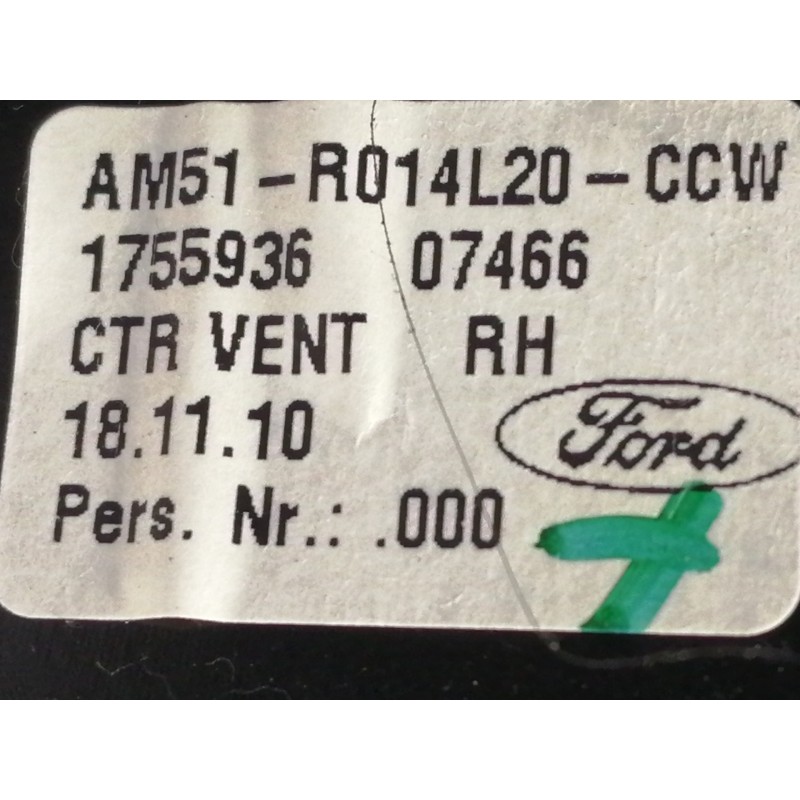 AM51-R014L20-CCW
1755936 07466
CTR VENT RH
18.11.10
Ford
Pers. Nr.: .000